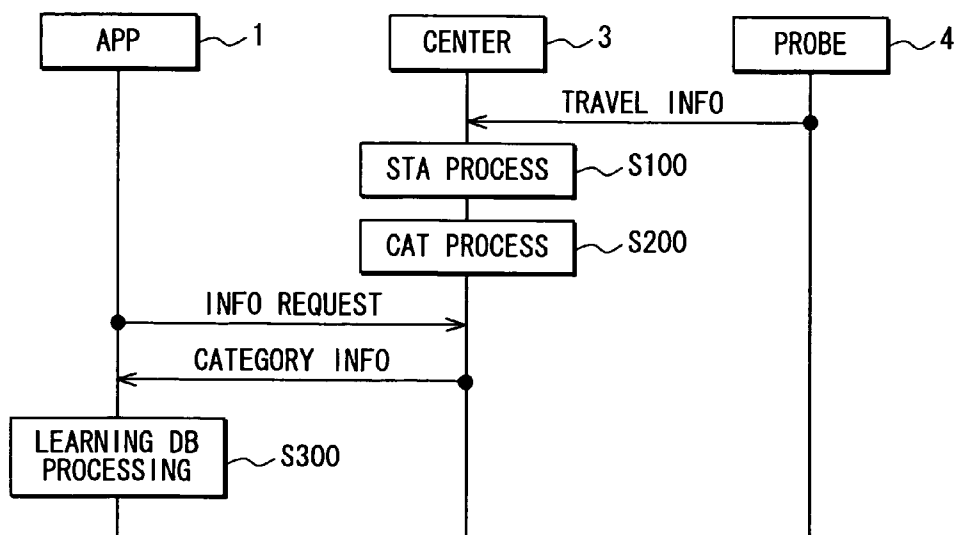 APP 1
CENTER 3
PROBE 4
TRAVEL INFO
STA PROCESS S100
CAT PROCESS S200
INFO REQUEST
CATEGORY INFO
LEARNING DB
PROCESSING
S300